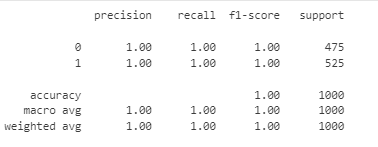 precision recall f1-score support
0 1.00 1.00 1.00 475
1 1.00 1.00 1.00 525
accuracy 1.00 1000
macro avg 1.00 1.00 1.00 1000
weighted avg 1.00 1.00 1.00 1000